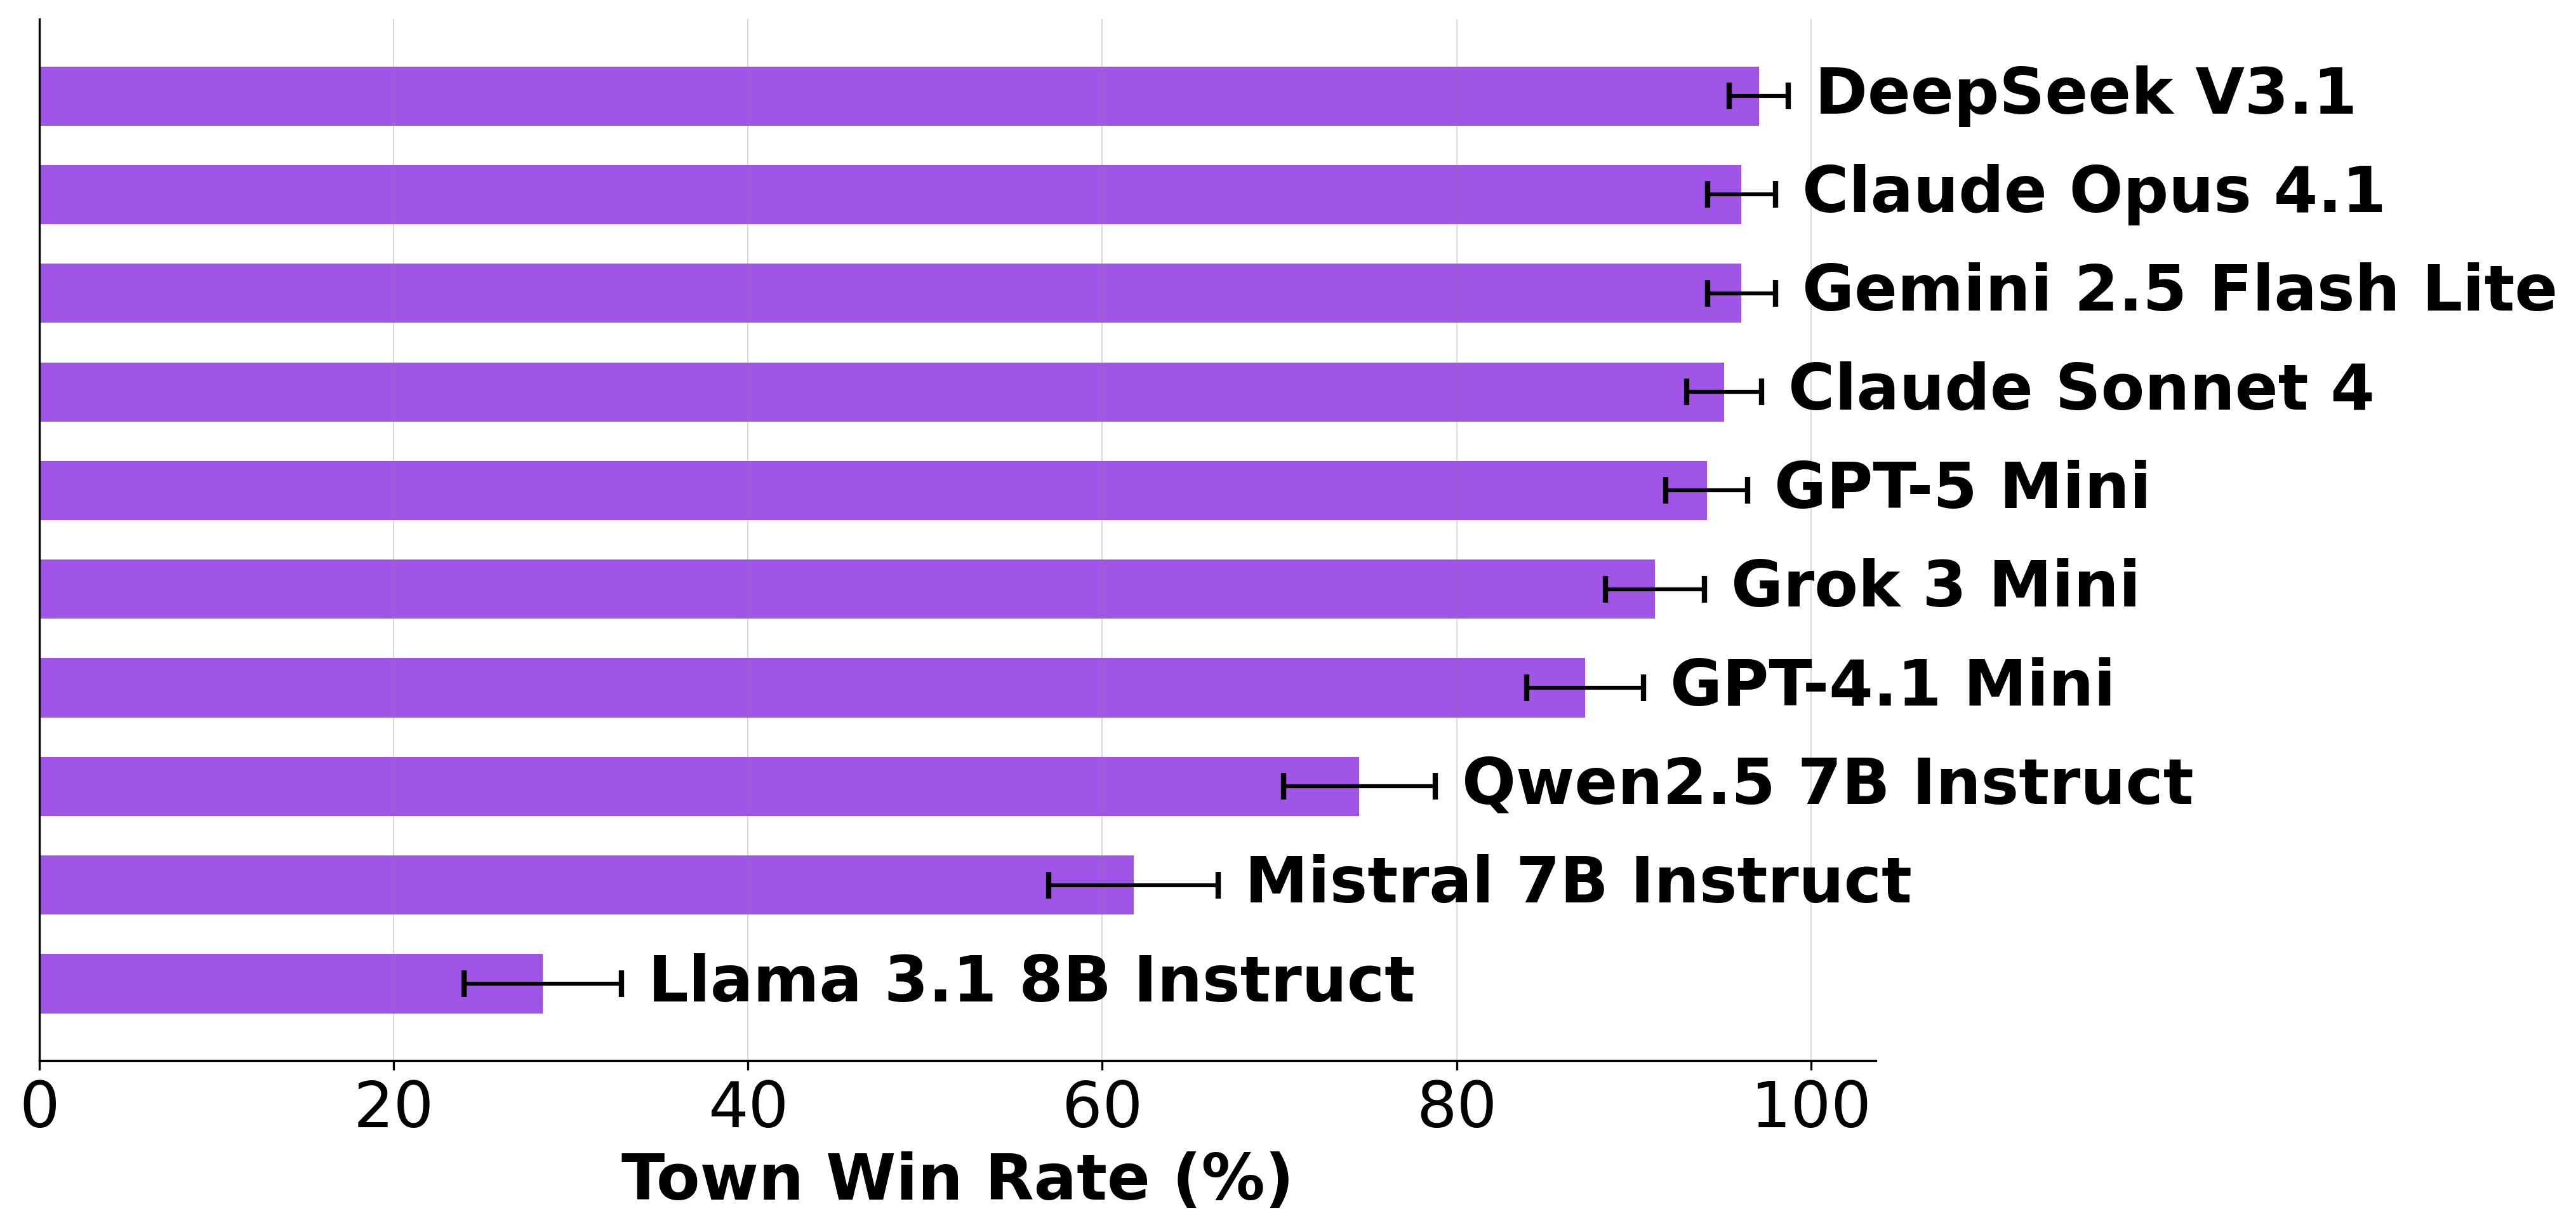 DeepSeek V3.1
Claude Opus 4.1
Gemini 2.5 Flash Lite
Claude Sonnet 4
GPT-5 Mini
Grok 3 Mini
GPT-4.1 Mini
Qwen2.5 7B Instruct
Mistral 7B Instruct
Llama 3.1 8B Instruct
0 20 40 60 80 100
Town Win Rate (%)